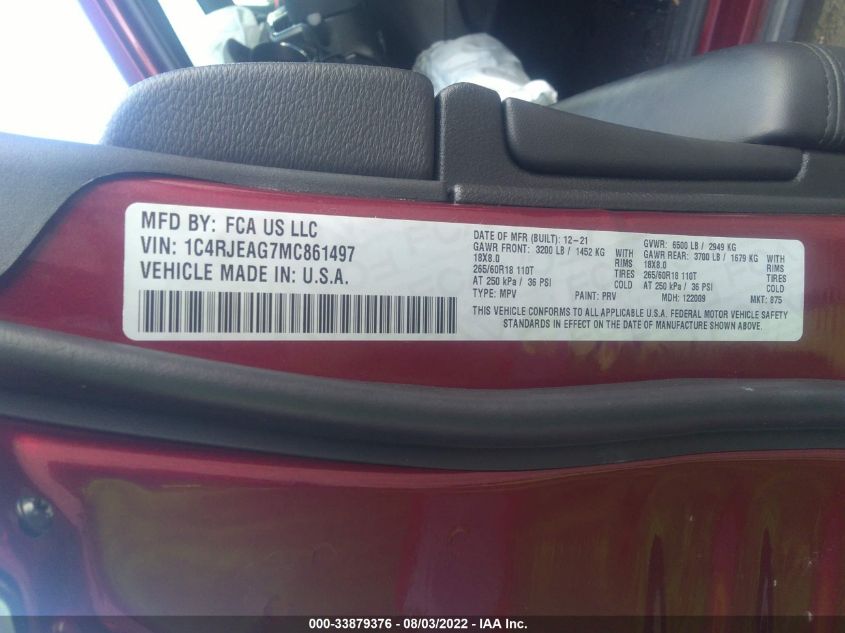 MFD BY: FCA US LLC
VIN: 1C4RJEAG7MC861497
VEHICLE MADE IN: U.S.A.
DATE OF MFR (BUILT): 12-21 GVWR: 6500 LB / 2949 KG
GAWR FRONT: 3200 LB / 1452 KG WITH GAWR REAR: 3700 LB / 1679 KG WITH
18X8.0 RIMS 18X8.0 RIMS
265/60R18 110T TIRES 265/60R18 110T TIRES
AT 250 kPa / 36 PSI COLD AT 250 kPa / 36 PSI COLD
TYPE: MPV PAINT: PRV MDH: 122009 MKT: 875
THIS VEHICLE CONFORMS TO ALL APPLICABLE U.S.A. FEDERAL MOTOR VEHICLE SAFETY
STANDARDS IN EFFECT ON THE DATE OF MANUFACTURE SHOWN ABOVE.
000-33879376 - 08/03/2022 - IAA Inc.